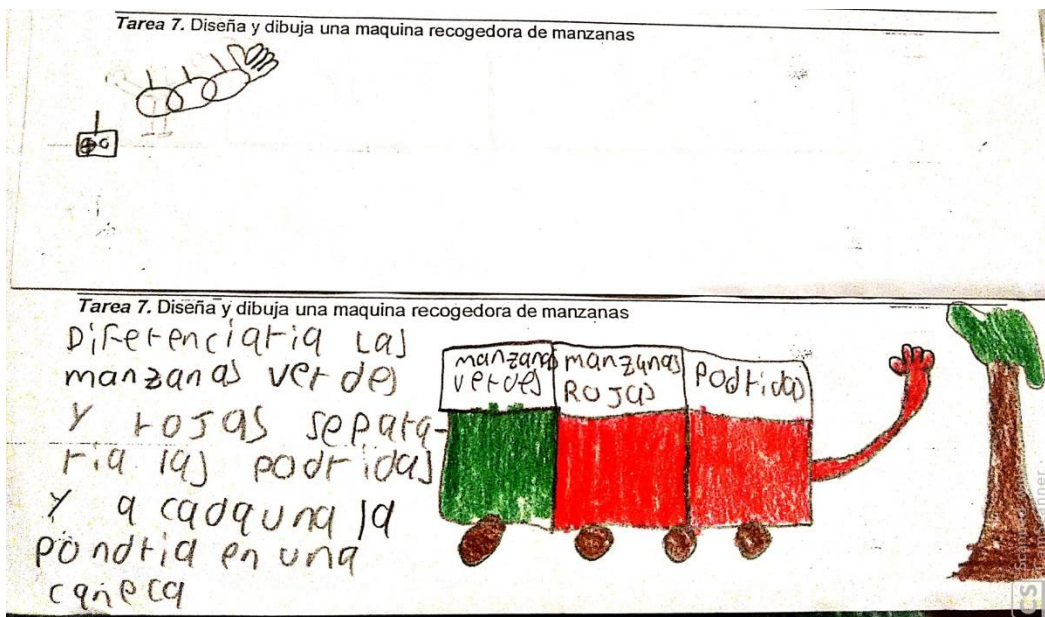 Tarea 7. Diseña y dibuja una maquina recogedora de manzanas
Tarea 7. Diseña y dibuja una maquina recogedora de manzanas
Diferenciaria Las
manzanas verdes
y rojas separa-
ria las podridas
y a cadauna la
pondria en una
caneca
manzanas verdes
manzanas ROJas
Podridas
CS